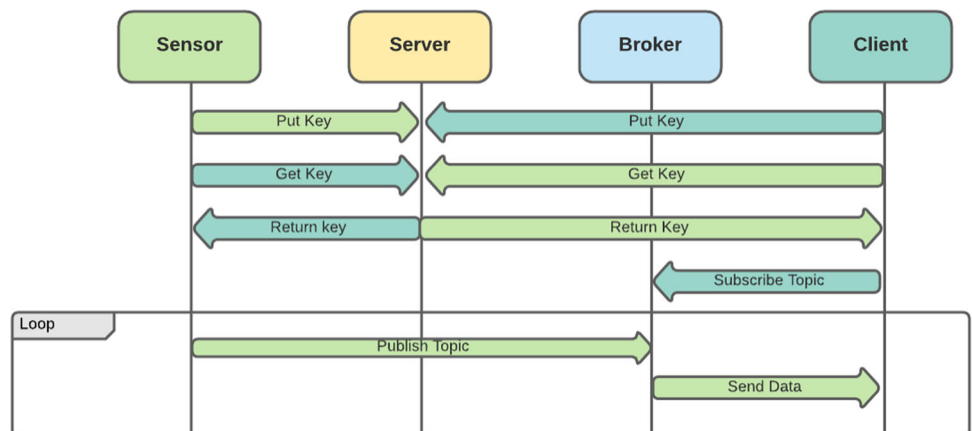 Sensor
Server
Broker
Client
Put Key
Put Key
Get Key
Get Key
Return key
Return Key
Subscribe Topic
Loop
Publish Topic
Send Data